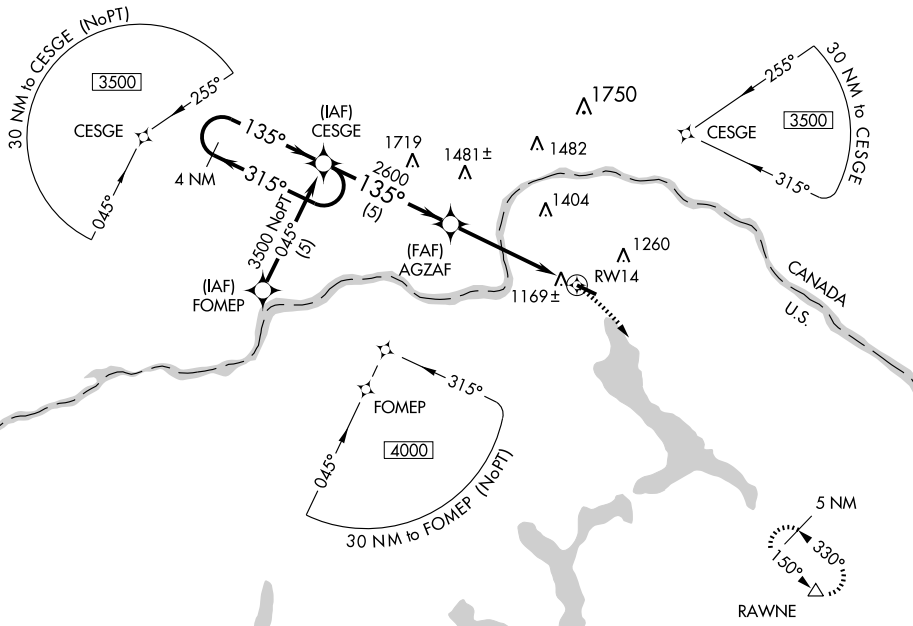 30 NM to CESGE (NoPT)
3500
255°
CESGE
045°
(IAF)
CESGE
135°
315°
4 NM
3500 NoPT
045°
(5)
(IAF)
FOMEP
1719
2600
135°
(5)
1481 ±
1482
1750
1404
(FAF)
AGZAF
1169 ±
RW14
1260
30 NM to CESGE
255°
CESGE
3500
315°
CANADA
U.S.
315°
FOMEP
045°
4000
30 NM to FOMEP (NoPT)
5 NM
330°
150°
RAWNE